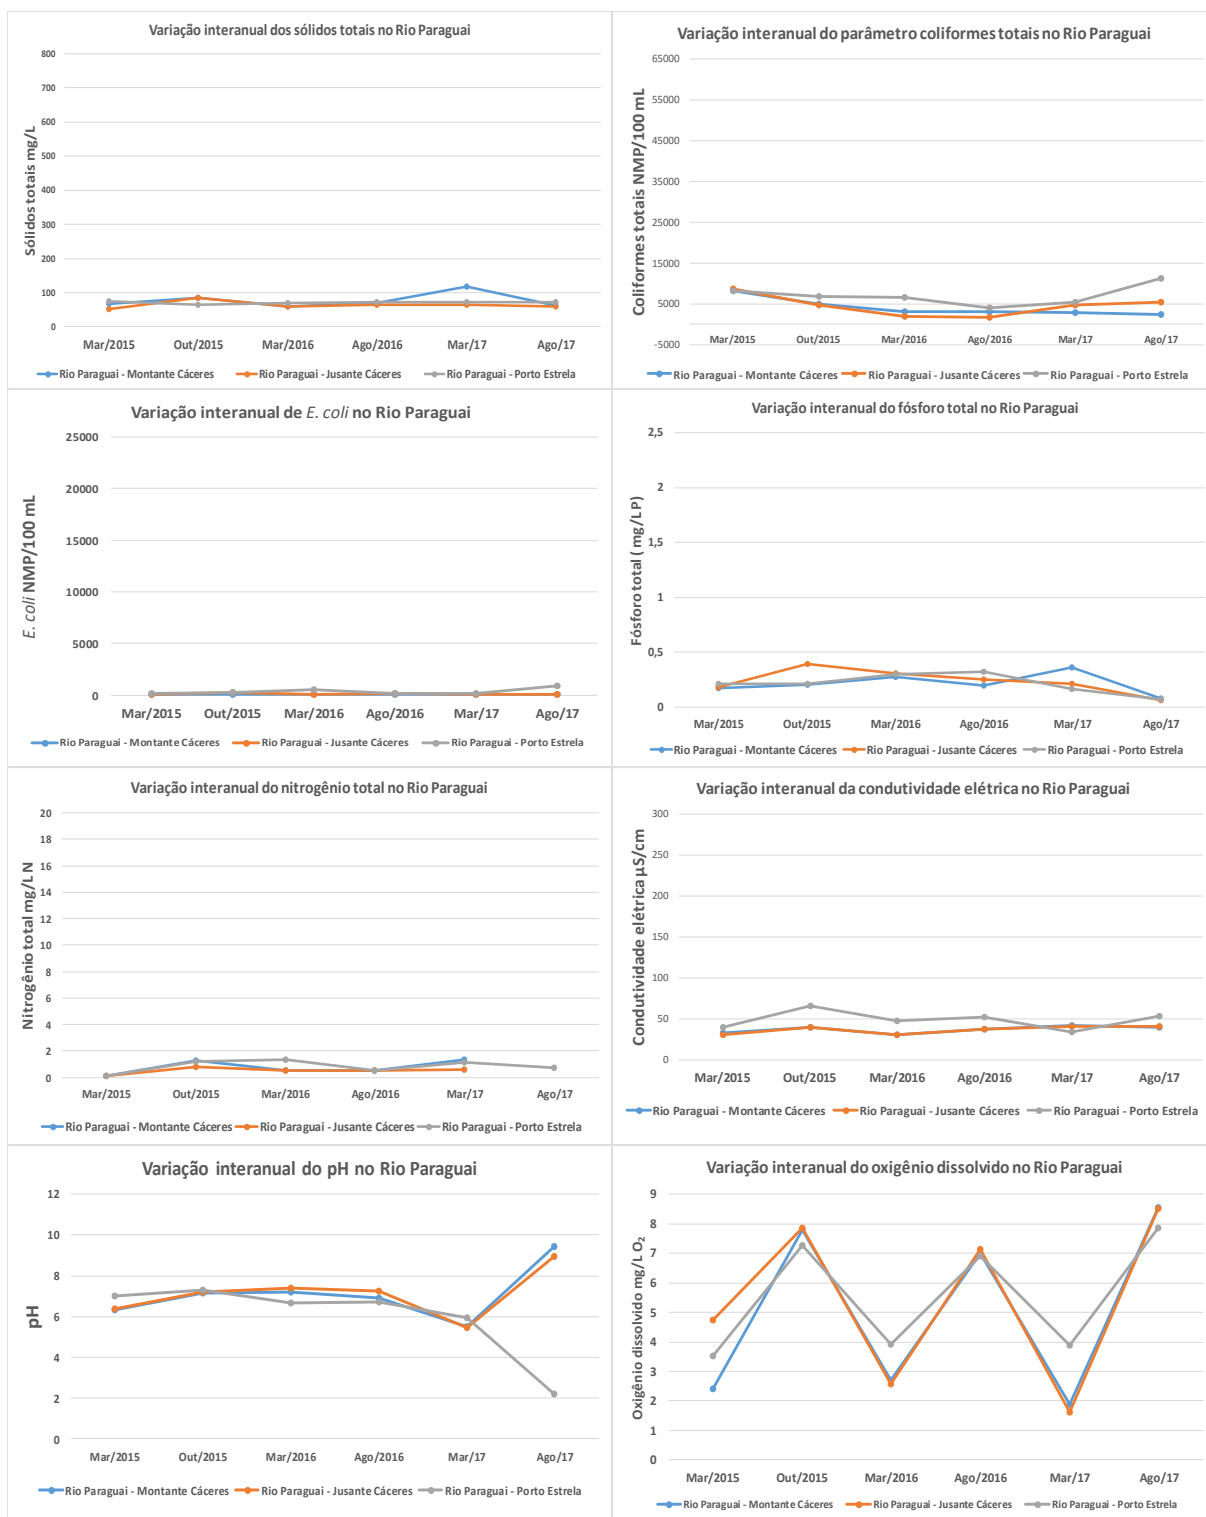 Variação interanual dos sólidos totais no Rio Paraguai
800
700
600
500
400
300
200
100
0
Sólidos totais mg/L
Mar/2015 Out/2015 Mar/2016 Ago/2016 Mar/17 Ago/17
Rio Paraguai - Montante Cáceres Rio Paraguai - Jusante Cáceres Rio Paraguai - Porto Estrela
Variação interanual do parâmetro coliformes totais no Rio Paraguai
65000
55000
45000
35000
25000
15000
5000
-5000
Coliformes totais NMP/100 mL
Mar/2015 Out/2015 Mar/2016 Ago/2016 Mar/17 Ago/17
Rio Paraguai - Montante Cáceres Rio Paraguai - Jusante Cáceres Rio Paraguai - Porto Estrela
Variação interanual de E. coli no Rio Paraguai
25000
20000
15000
10000
5000
0
E. coli NMP/100 mL
Mar/2015 Out/2015 Mar/2016 Ago/2016 Mar/17 Ago/17
Rio Paraguai - Montante Cáceres Rio Paraguai - Jusante Cáceres Rio Paraguai - Porto Estrela
Variação interanual do fósforo total no Rio Paraguai
2,5
2
1,5
1
0,5
0
Fósforo total ( mg/L P)
Mar/2015 Out/2015 Mar/2016 Ago/2016 Mar/17 Ago/17
Rio Paraguai - Montante Cáceres Rio Paraguai - Jusante Cáceres Rio Paraguai - Porto Estrela
Variação interanual do nitrogênio total no Rio Paraguai
20
18
16
14
12
10
8
6
4
2
0
Nitrogênio total mg/L N
Mar/2015 Out/2015 Mar/2016 Ago/2016 Mar/17 Ago/17
Rio Paraguai - Montante Cáceres Rio Paraguai - Jusante Cáceres Rio Paraguai - Porto Estrela
Variação interanual da condutividade elétrica no Rio Paraguai
300
250
200
150
100
50
0
Condutividade elétrica µS/cm
Mar/2015 Out/2015 Mar/2016 Ago/2016 Mar/17 Ago/17
Rio Paraguai - Montante Cáceres Rio Paraguai - Jusante Cáceres Rio Paraguai - Porto Estrela
Variação interanual do pH no Rio Paraguai
12
10
8
6
4
2
0
pH
Mar/2015 Out/2015 Mar/2016 Ago/2016 Mar/17 Ago/17
Rio Paraguai - Montante Cáceres Rio Paraguai - Jusante Cáceres Rio Paraguai - Porto Estrela
Variação interanual do oxigênio dissolvido no Rio Paraguai
9
8
7
6
5
4
3
2
1
0
Oxigênio dissolvido mg/L O₂
Mar/2015 Out/2015 Mar/2016 Ago/2016 Mar/17 Ago/17
Rio Paraguai - Montante Cáceres Rio Paraguai - Jusante Cáceres Rio Paraguai - Porto Estrela